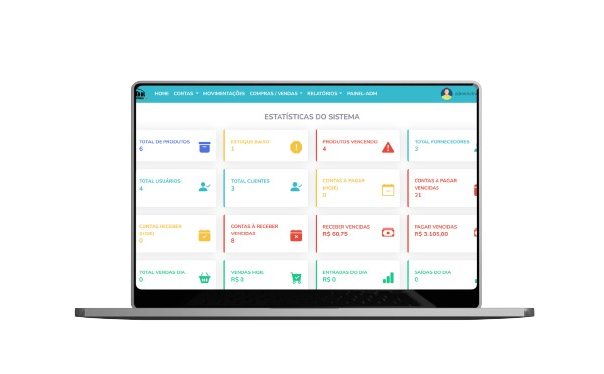 HOME CONTAS MOVIMENTAÇÕES COMPRAS / VENDAS RELATÓRIOS PAINEL-ADM
ESTATÍSTICAS DO SISTEMA
TOTAL DE PRODUTOS
6
ESTOQUE BAIXO
1
PRODUTOS VENCENDO
4
TOTAL FORNECEDORES
TOTAL USUÁRIOS
4
TOTAL CLIENTES
3
CONTAS À PAGAR
(HOJE)
0
CONTAS À PAGAR
VENCIDAS
21
CONTAS RECEBER
(HOJE)
0
CONTAS À RECEBER
VENCIDAS
8
RECEBER VENCIDAS
R$ 60,75
PAGAR VENCIDAS
R$ 3.105,00
TOTAL VENDAS DIA
0
VENDAS HOJE
R$ 0
ENTRADAS DO DIA
R$ 0
SAÍDAS DO DIA
0